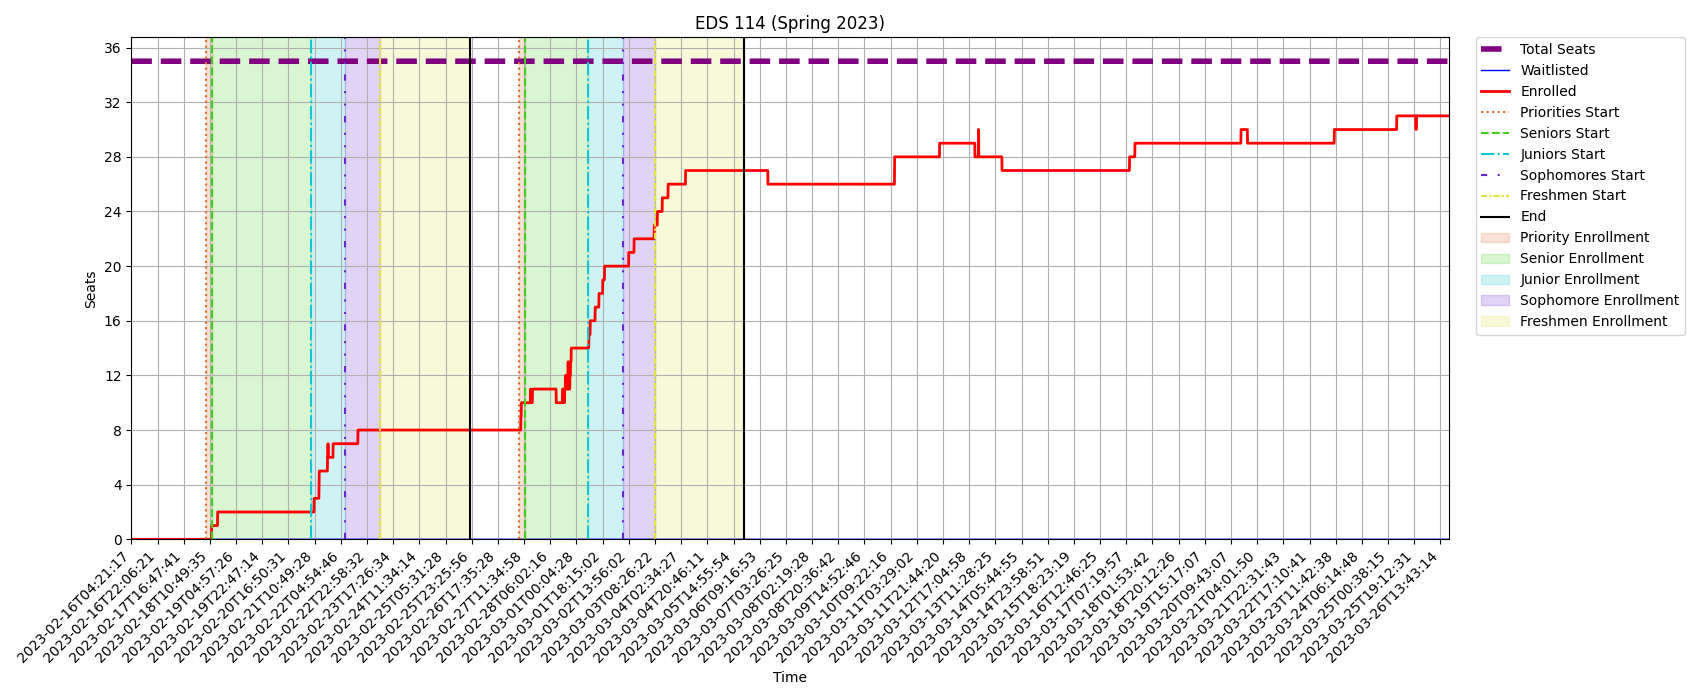 EDS 114 (Spring 2023)
Seats
36
32
28
24
20
16
12
8
4
0
2023-02-16T04:21:17
2023-02-16T22:06:21
2023-02-17T16:47:41
2023-02-18T10:49:35
2023-02-19T04:57:26
2023-02-19T22:47:14
2023-02-20T16:50:31
2023-02-21T10:49:28
2023-02-22T04:54:46
2023-02-22T22:58:32
2023-02-23T17:26:34
2023-02-24T11:34:14
2023-02-25T05:31:28
2023-02-25T23:25:56
2023-02-26T17:35:28
2023-02-27T11:34:58
2023-02-28T06:02:16
2023-03-01T00:04:28
2023-03-01T18:15:02
2023-03-02T13:56:02
2023-03-03T08:26:22
2023-03-04T02:34:27
2023-03-04T20:46:11
2023-03-05T14:55:54
2023-03-06T09:16:53
2023-03-07T03:26:25
2023-03-08T02:19:28
2023-03-08T20:36:42
2023-03-09T14:52:46
2023-03-10T09:22:16
2023-03-11T03:29:02
2023-03-11T21:44:20
2023-03-12T17:04:58
2023-03-13T11:28:25
2023-03-14T05:44:55
2023-03-14T23:58:51
2023-03-15T18:23:19
2023-03-16T12:46:25
2023-03-17T07:19:57
2023-03-18T01:53:42
2023-03-18T20:12:26
2023-03-19T15:17:07
2023-03-20T09:43:07
2023-03-21T04:01:50
2023-03-21T22:31:43
2023-03-22T17:10:41
2023-03-23T11:42:38
2023-03-24T06:14:48
2023-03-25T00:38:15
2023-03-25T19:12:31
2023-03-26T13:43:14
Time
Total Seats
Waitlisted
Enrolled
Priorities Start
Seniors Start
Juniors Start
Sophomores Start
Freshmen Start
End
Priority Enrollment
Senior Enrollment
Junior Enrollment
Sophomore Enrollment
Freshmen Enrollment